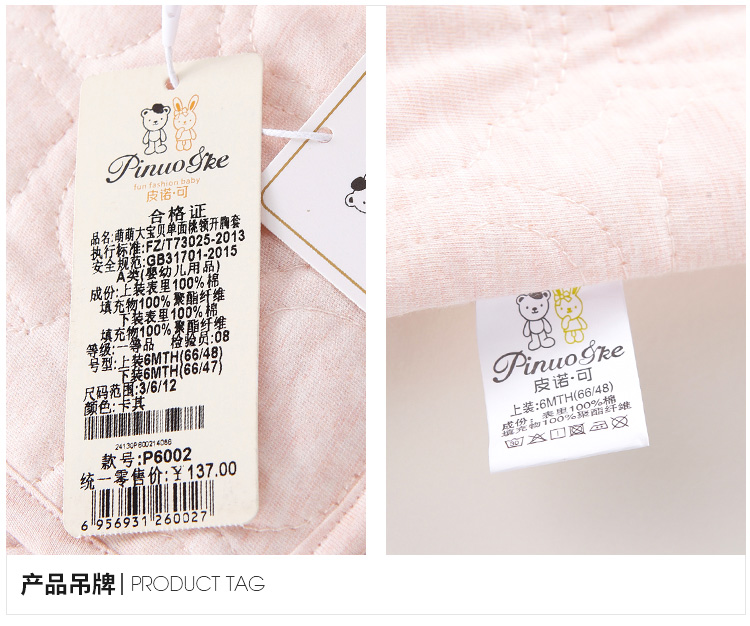 Pinuo&ke
fun fashion baby
皮诺·可
合格证
品名:萌萌大宝贝单面桃领开胸套
执行标准:FZ/T73025-2013
安全规范:GB31701-2015
A类(婴幼儿用品)
成份:上装表里100%棉
填充物100%聚酯纤维
下装表里100%棉
填充物100%聚酯纤维
等级:一等品 检验员:08
号型:上装6MTH(66/48)
下装6MTH(66/47)
尺码范围:3/6/12
颜色:卡其
款号:P6002
统一零售价:¥137.00
6 956931 260027
Pinuo&ke
皮诺·可
上装:6MTH(66/48)
成份:表里100%棉
填充物100%聚酯纤维
产品吊牌| PRODUCT TAG